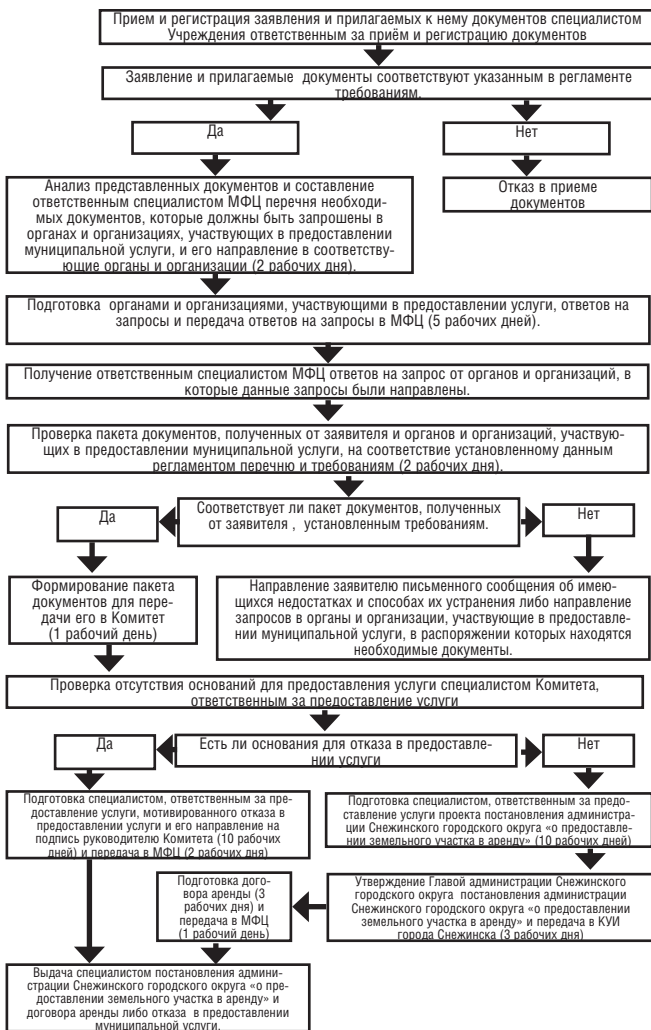 Прием и регистрация заявления и прилагаемых к нему документов специалистом
Учреждения ответственным за приём и регистрацию документов
Заявление и прилагаемые документы соответствуют указанным в регламенте
требованиям.
Да
Нет
Анализ представленных документов и составление
ответственным специалистом МФЦ перечня необходи-
мых документов, которые должны быть запрошены в
органах и организациях, участвующих в предоставлении
муниципальной услуги, и его направление в соответству-
ющие органы и организации (2 рабочих дня).
Отказ в приеме
документов
Подготовка органами и организациями, участвующими в предоставлении услуги, ответов на
запросы и передача ответов на запросы в МФЦ (5 рабочих дней).
Получение ответственным специалистом МФЦ ответов на запрос от органов и организаций, в
которые данные запросы были направлены.
Проверка пакета документов, полученных от заявителя и органов и организаций, участвую-
щих в предоставлении муниципальной услуги, на соответствие установленному данным
регламентом перечню и требованиям (2 рабочих дня).
Да
Соответствует ли пакет документов, полученных
от заявителя , установленным требованиям.
Нет
Формирование пакета
документов для пере-
дачи его в Комитет
(1 рабочий день)
Направление заявителю письменного сообщения об имею-
щихся недостатках и способах их устранения либо направление
запросов в органы и организации, участвующие в предоставле-
нии муниципальной услуги, в распоряжении которых находятся
необходимые документы.
Проверка отсутствия оснований для предоставления услуги специалистом Комитета,
ответственным за предоставление услуги
Да
Есть ли основания для отказа в предоставле-
нии услуги
Нет
Подготовка специалистом, ответственным за пре-
доставление услуги, мотивированного отказа в
предоставлении услуги и его направление на
подпись руководителю Комитета (10 рабочих
дней) и передача в МФЦ (2 рабочих дня)
Подготовка специалистом, ответственным за предо-
ставление услуги проекта постановления администра-
ции Снежинского городского округа «о предоставле-
нии земельного участка в аренду» (10 рабочих дней)
Подготовка дого-
вора аренды (3
рабочих дня) и
передача в МФЦ
(1 рабочий день)
Утверждение Главой администрации Снежинского
городского округа постановления администрации
Снежинского городского округа «о предоставлении
земельного участка в аренду» и передача в КУИ
города Снежинска (3 рабочих дня)
Выдача специалистом постановления админи-
страции Снежинского городского округа «о пре-
доставлении земельного участка в аренду» и
договора аренды либо отказа в предоставлении
муниципальной услуги.